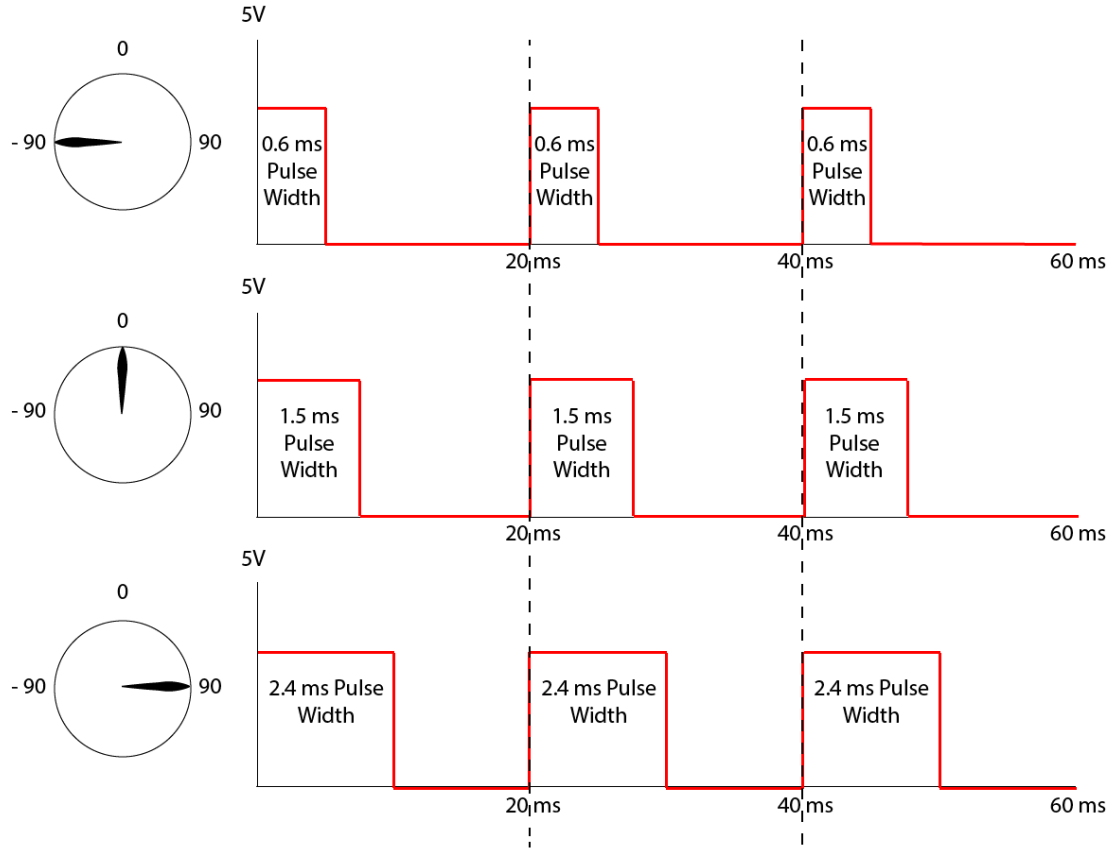 5V
0
- 90
90
0.6 ms
Pulse
Width
0.6 ms
Pulse
Width
0.6 ms
Pulse
Width
20 ms
40 ms
60 ms
5V
0
- 90
90
1.5 ms
Pulse
Width
1.5 ms
Pulse
Width
1.5 ms
Pulse
Width
20 ms
40 ms
60 ms
5V
0
- 90
90
2.4 ms Pulse
Width
2.4 ms Pulse
Width
2.4 ms Pulse
Width
20 ms
40 ms
60 ms